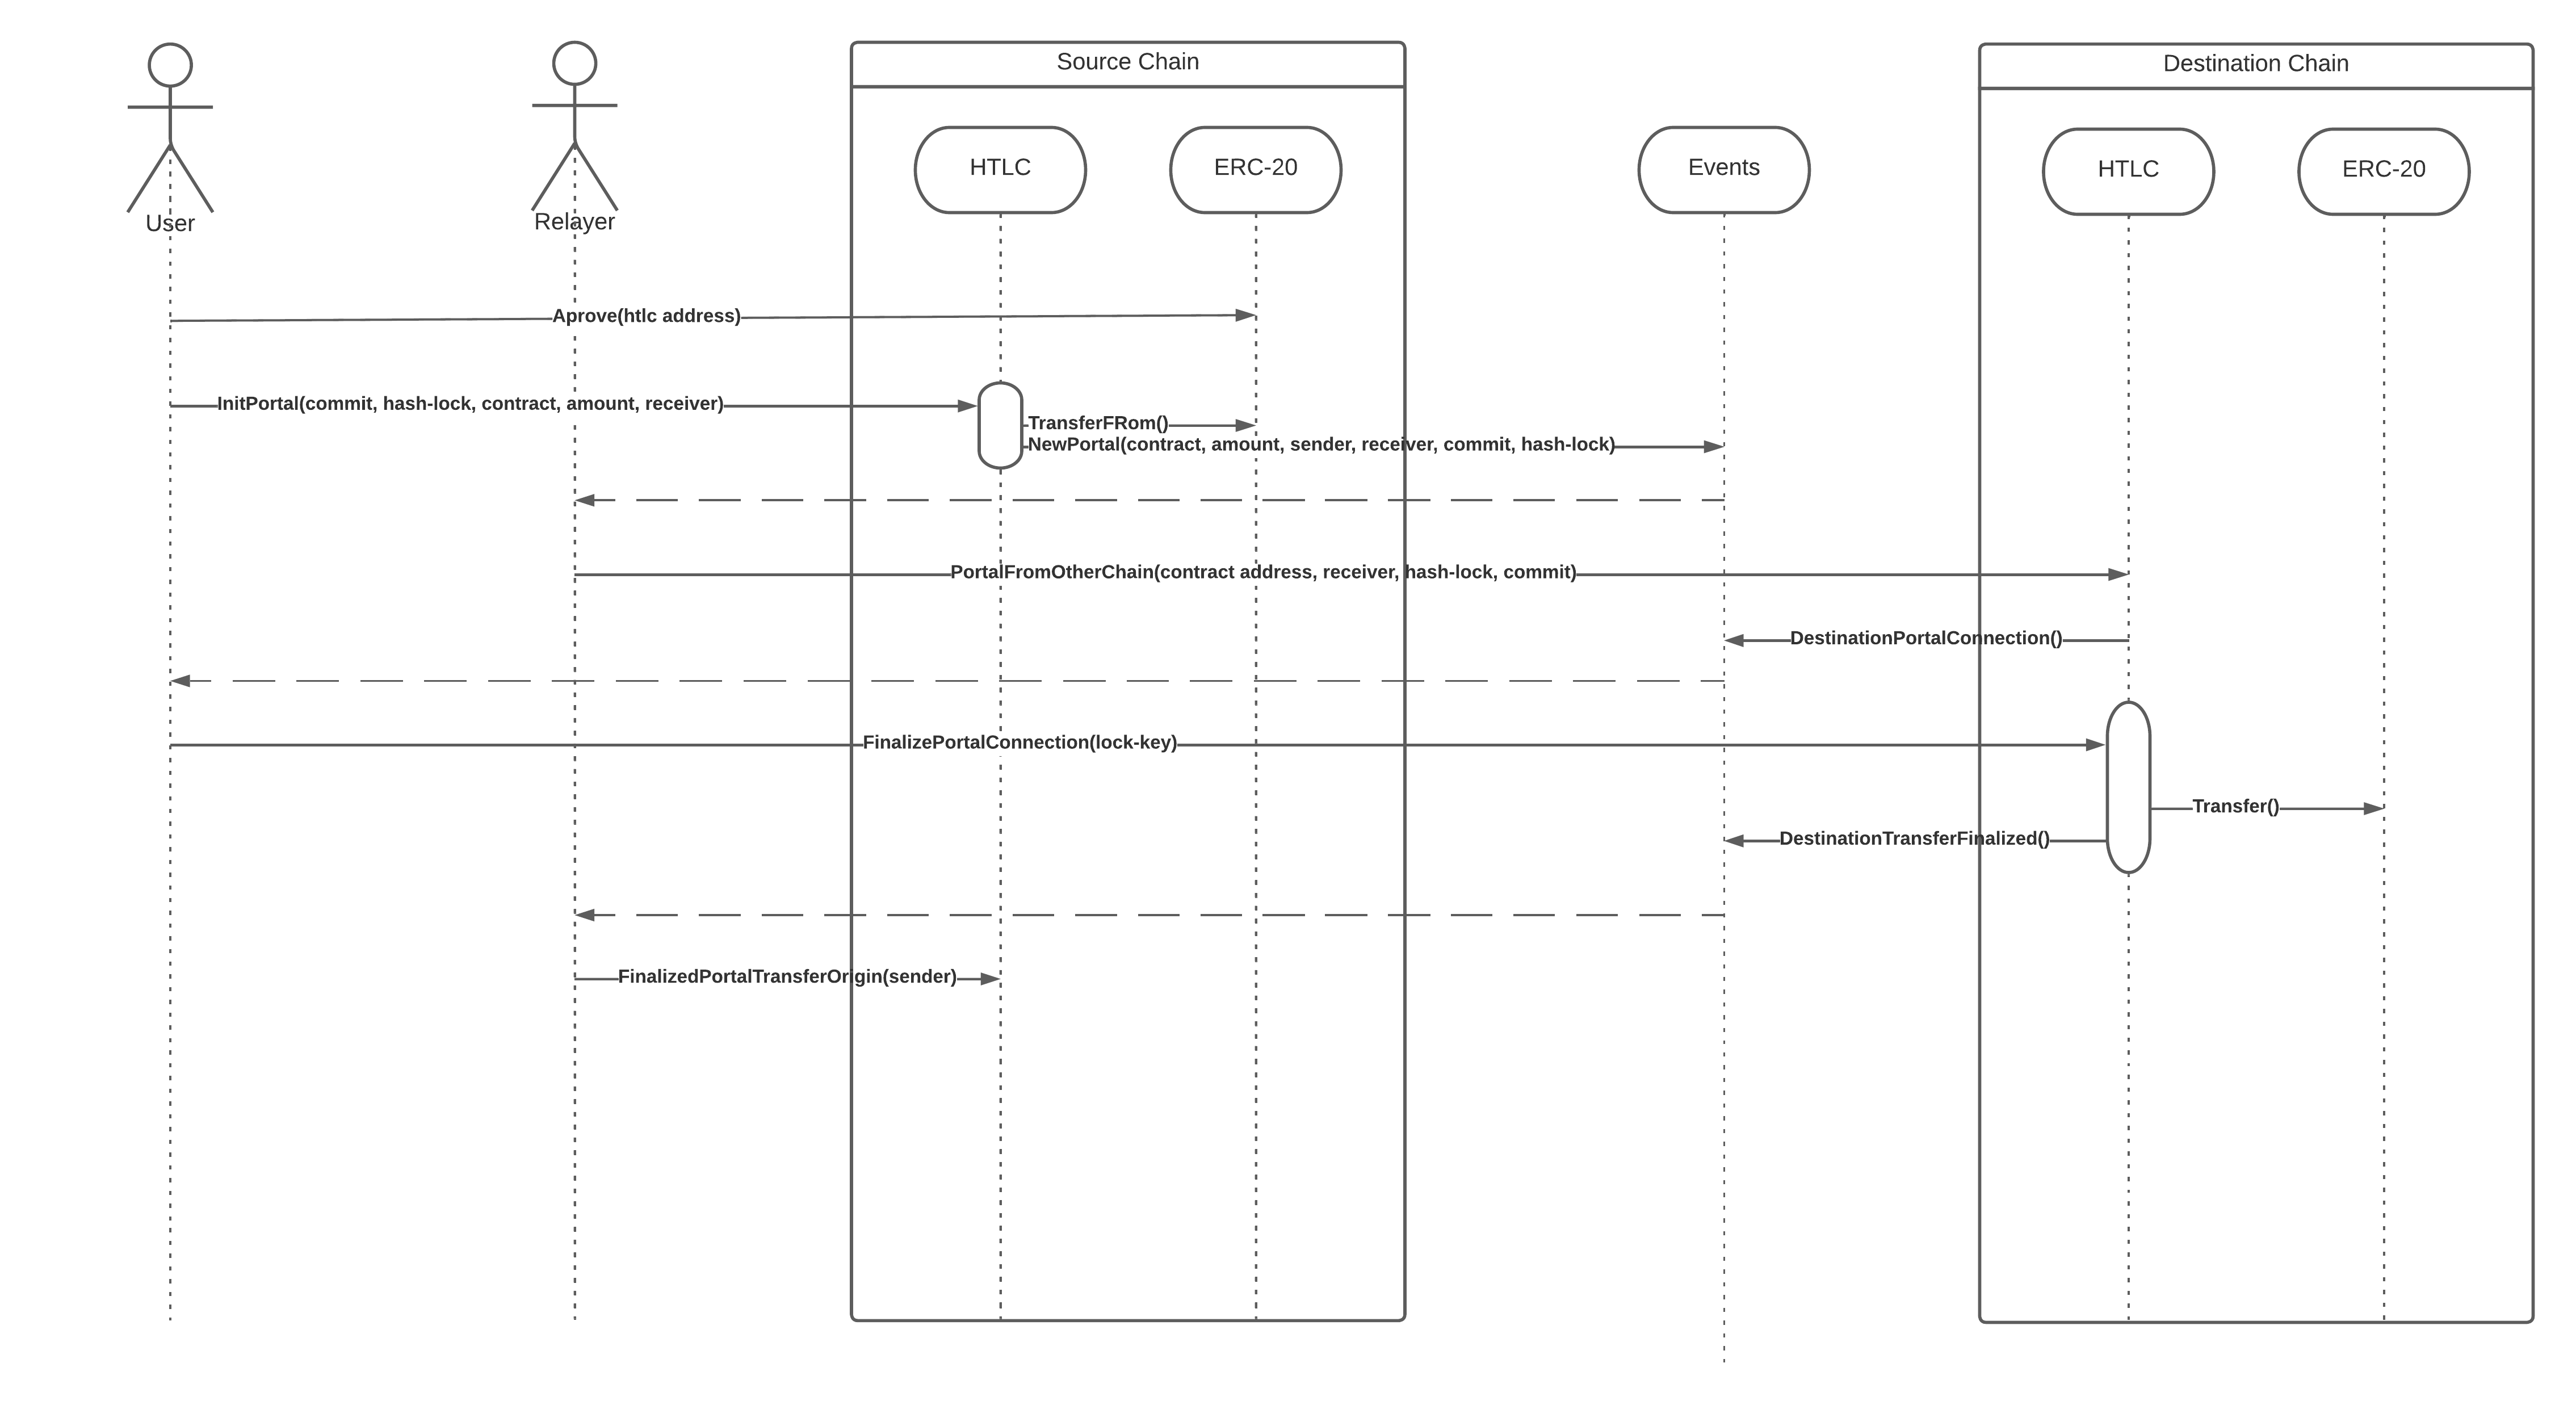 Source Chain
Destination Chain
HTLC
ERC-20
Events
HTLC
ERC-20
User
Relayer
Aprove(htlc address)
InitPortal(commit, hash-lock, contract, amount, receiver)
TransferFRom()
NewPortal(contract, amount, sender, receiver, commit, hash-lock)
PortalFromOtherChain(contract address, receiver, hash-lock, commit)
DestinationPortalConnection()
FinalizePortalConnection(lock-key)
Transfer()
DestinationTransferFinalized()
FinalizedPortalTransferOrigin(sender)